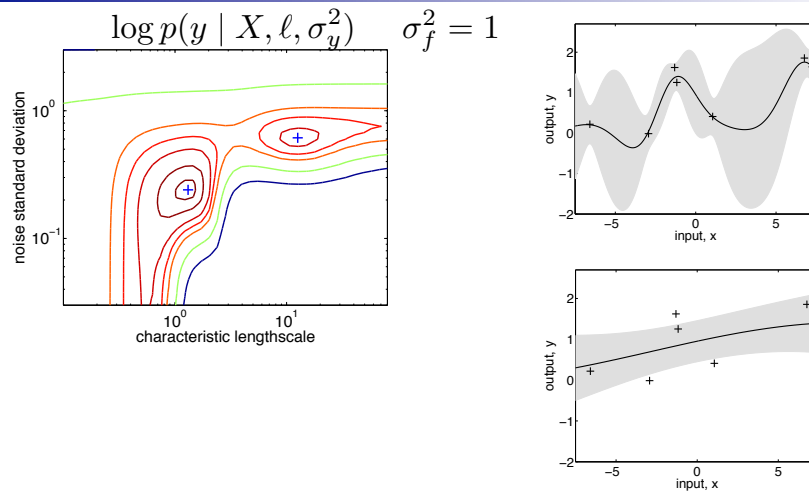 log p(y | X, ℓ, σ_y^2) σ_f^2 = 1
noise standard deviation
10^0
10^{-1}
10^0 10^1
characteristic lengthscale
output, y
2
1
0
−1
−2
−5 0 5
input, x
output, y
2
1
0
−1
−2
−5 0 5
input, x